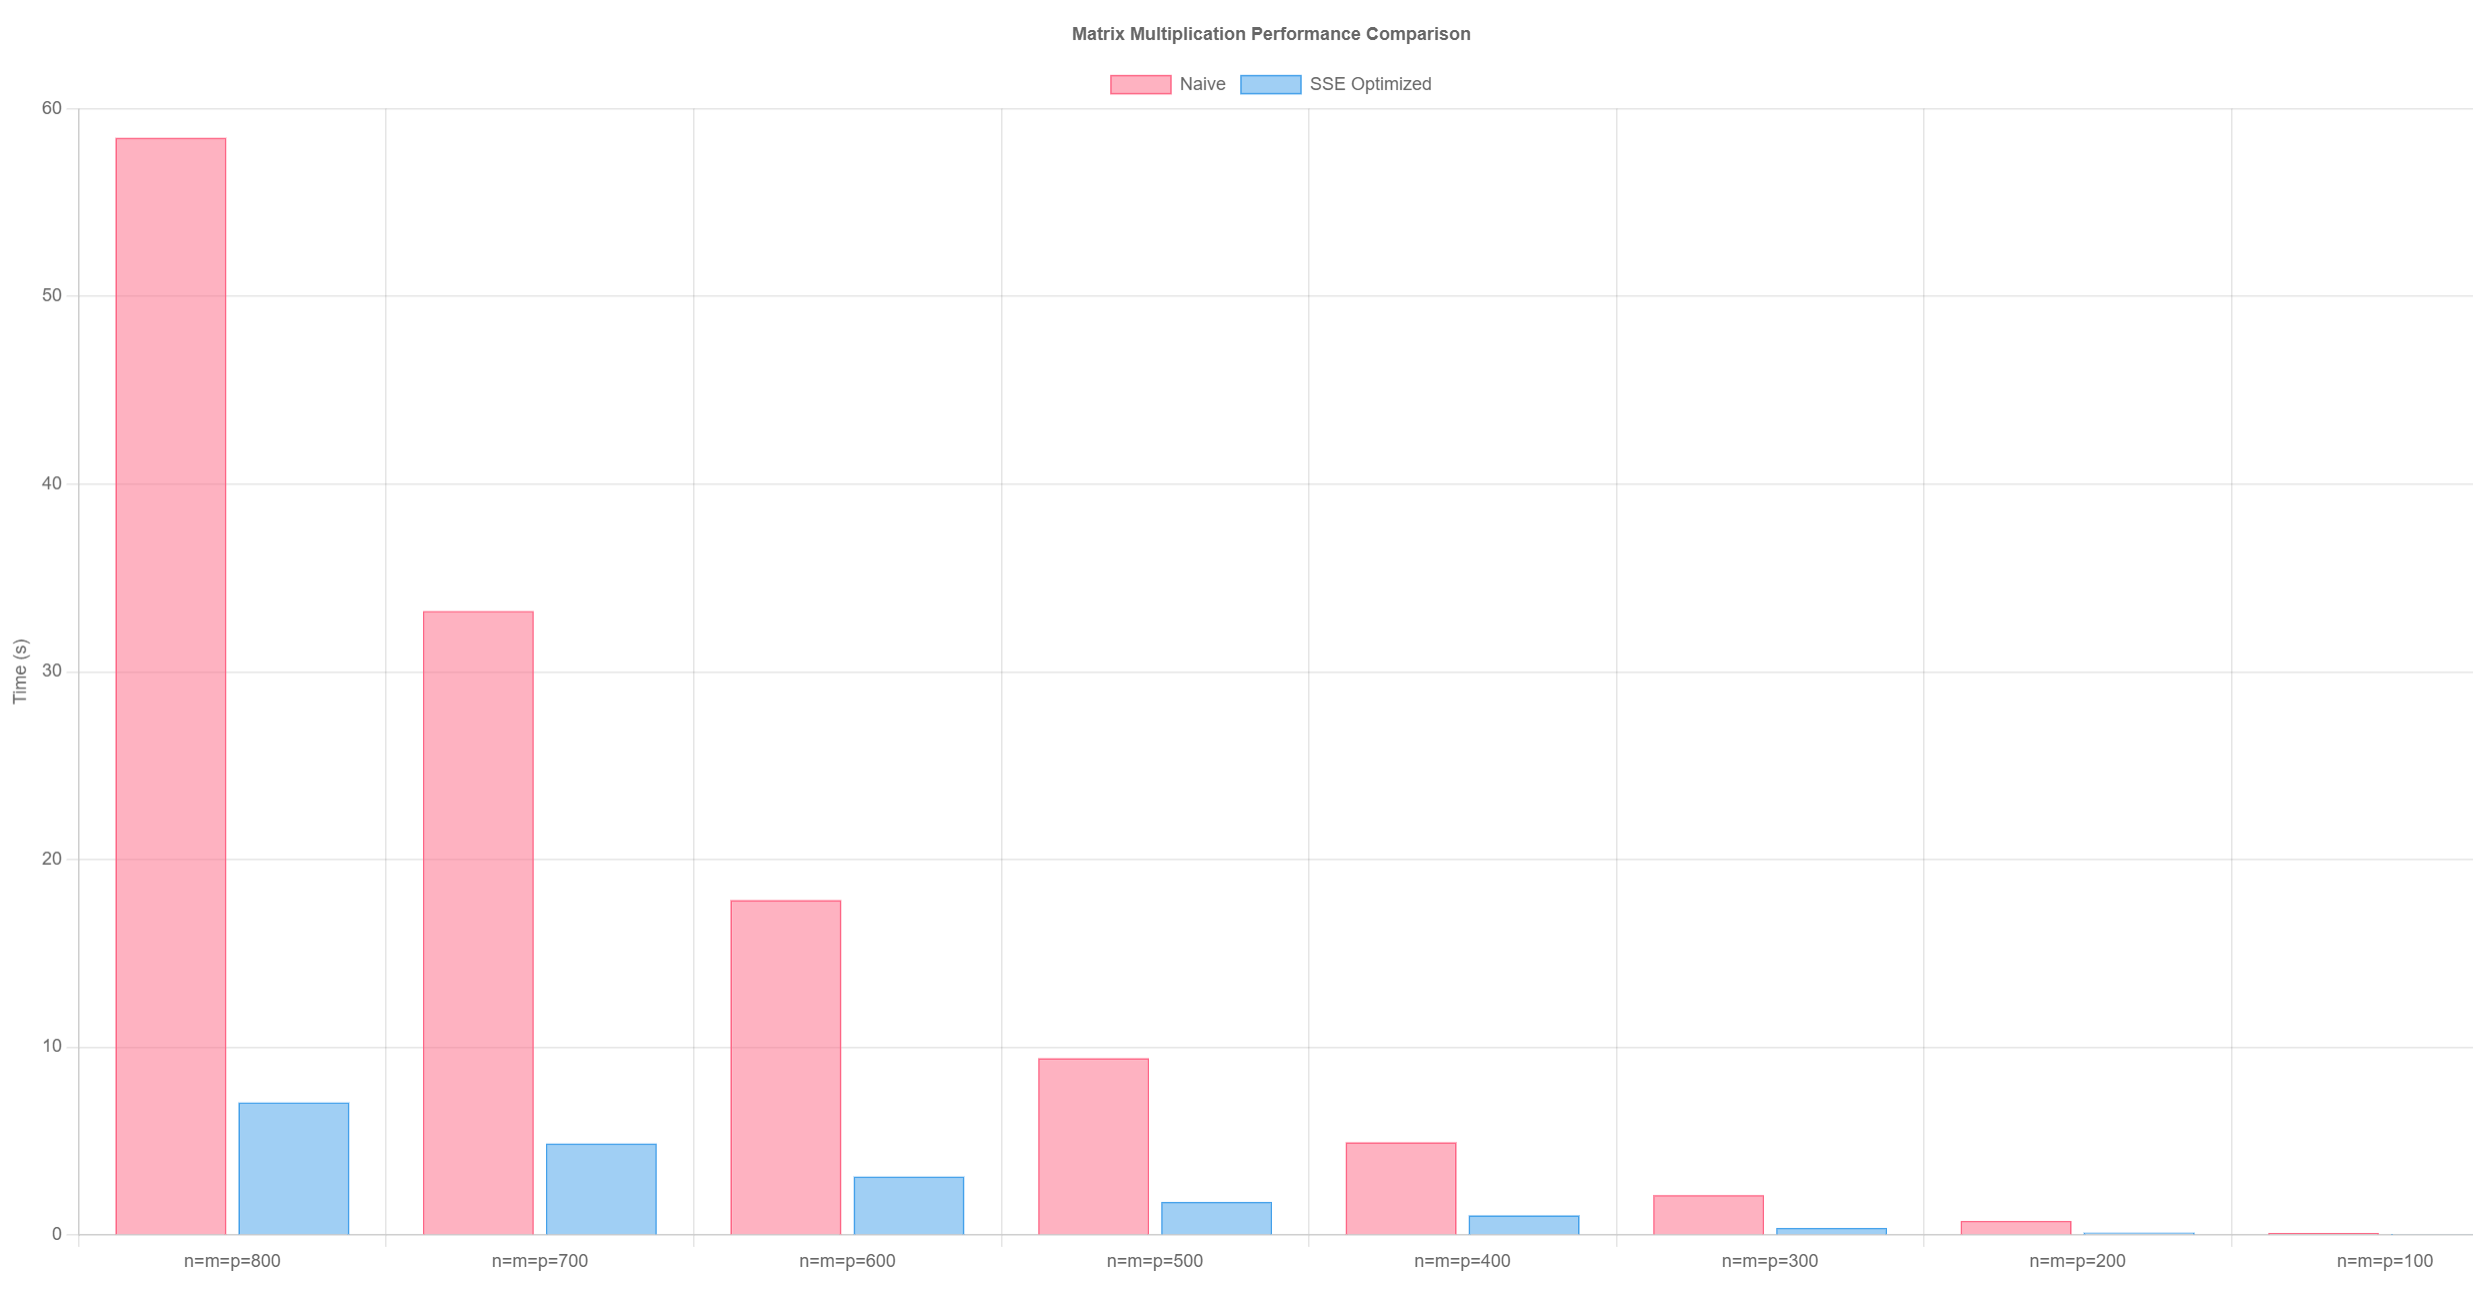 Matrix Multiplication Performance Comparison
Naive SSE Optimized
Time (s)
60
50
40
30
20
10
0
n=m=p=800 n=m=p=700 n=m=p=600 n=m=p=500 n=m=p=400 n=m=p=300 n=m=p=200 n=m=p=100